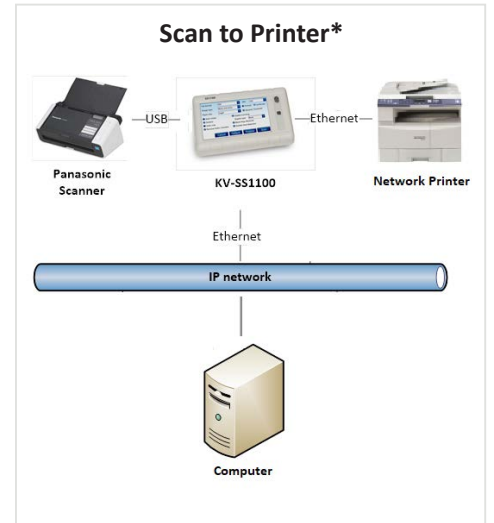 Scan to Printer*
USB
Ethernet
Panasonic
Scanner
KV-SS1100
Network Printer
Ethernet
IP network
Computer